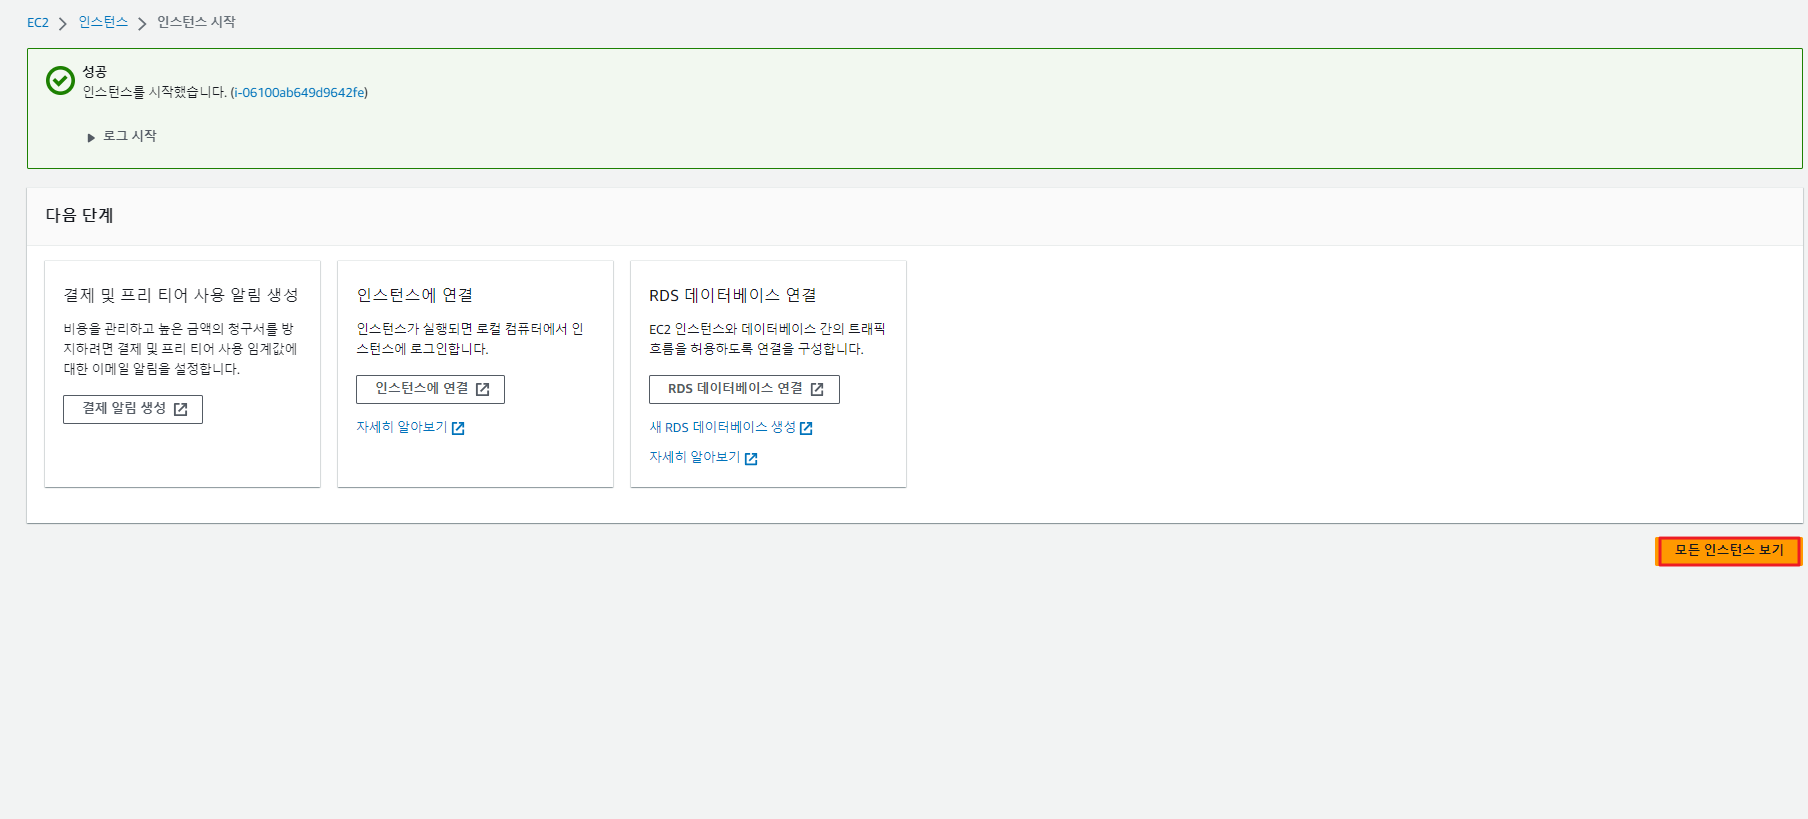 EC2 > 인스턴스 > 인스턴스 시작
성공
인스턴스를 시작했습니다. (i-06100ab649d9642fe)
로그 시작
다음 단계
결제 및 프리 티어 사용 알림 생성
비용을 관리하고 높은 금액의 청구서를 방
지하려면 결제 및 프리 티어 사용 임계값에
대한 이메일 알림을 설정합니다.
결제 알림 생성
인스턴스에 연결
인스턴스가 실행되면 로컬 컴퓨터에서 인
스턴스에 로그인합니다.
인스턴스에 연결
자세히 알아보기
RDS 데이터베이스 연결
EC2 인스턴스와 데이터베이스 간의 트래픽
흐름을 허용하도록 연결을 구성합니다.
RDS 데이터베이스 연결
새 RDS 데이터베이스 생성
자세히 알아보기
모든 인스턴스 보기